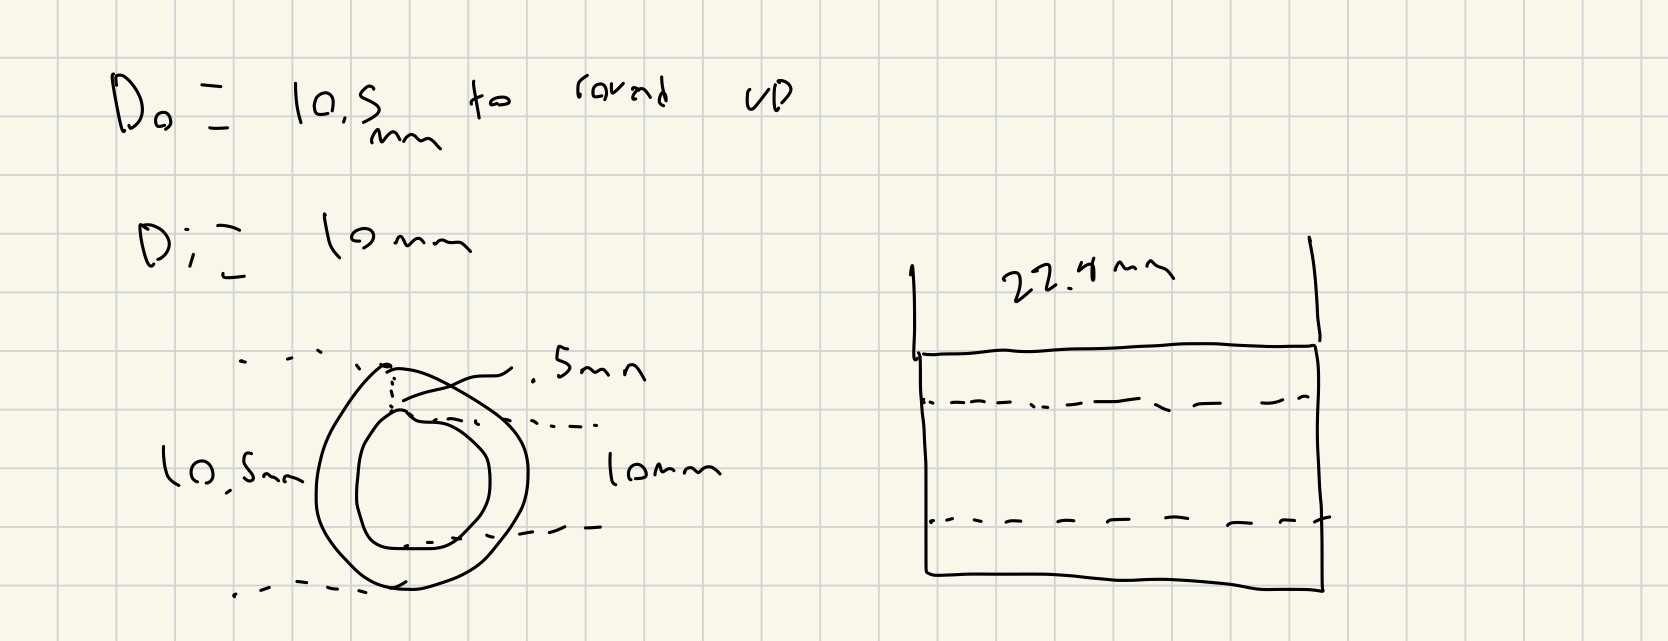 Do = 10.5mm to round up
Di = 10mm
.5mm
10.5mm
10mm
22.4mm